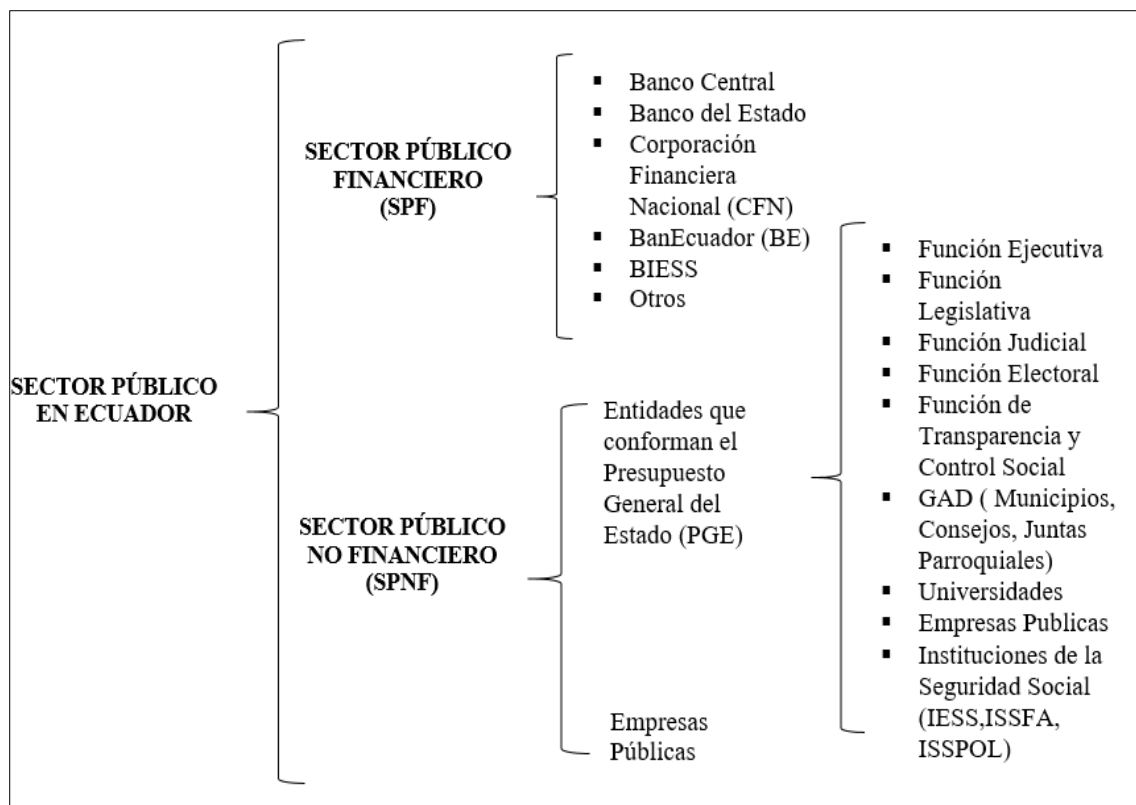 SECTOR PÚBLICO
EN ECUADOR
SECTOR PÚBLICO
FINANCIERO
(SPF)
▪ Banco Central
▪ Banco del Estado
▪ Corporación
Financiera
Nacional (CFN)
▪ BanEcuador (BE)
▪ BIESS
▪ Otros
SECTOR PÚBLICO
NO FINANCIERO
(SPNF)
Entidades que
conforman el
Presupuesto
General del
Estado (PGE)
▪ Función Ejecutiva
▪ Función
Legislativa
▪ Función Judicial
▪ Función Electoral
▪ Función de
Transparencia y
Control Social
▪ GAD ( Municipios,
Consejos, Juntas
Parroquiales)
▪ Universidades
▪ Empresas Publicas
▪ Instituciones de la
Seguridad Social
(IESS,ISSFA,
ISSPOL)
Empresas
Públicas